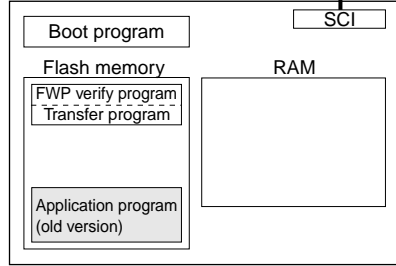 SCI
Boot program
Flash memory
RAM
FWP verify program
Transfer program
Application program
(old version)